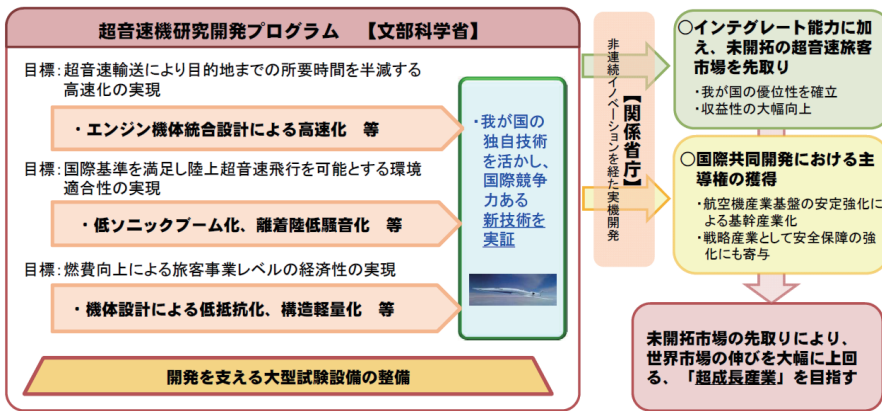 超音速機研究開発プログラム 【文部科学省】
目標:超音速輸送により目的地までの所要時間を半減する
高速化の実現
・エンジン機体統合設計による高速化 等
目標:国際基準を満足し陸上超音速飛行を可能とする環境
適合性の実現
・低ソニックブーム化、離着陸低騒音化 等
目標:燃費向上による旅客事業レベルの経済性の実現
・機体設計による低抵抗化、構造軽量化 等
開発を支える大型試験設備の整備
・我が国の
独自技術
を活かし、
国際競争
力ある
新技術を
実証
非連続イノベーションを経た実機開発
【関係省庁】
○インテグレート能力に加
え、未開拓の超音速旅客
市場を先取り
・我が国の優位性を確立
・収益性の大幅向上
○国際共同開発における主
導権の獲得
・航空機産業基盤の安定強化に
よる基幹産業化
・戦略産業として安全保障の強
化にも寄与
未開拓市場の先取りにより、
世界市場の伸びを大幅に上回
る、「超成長産業」を目指す